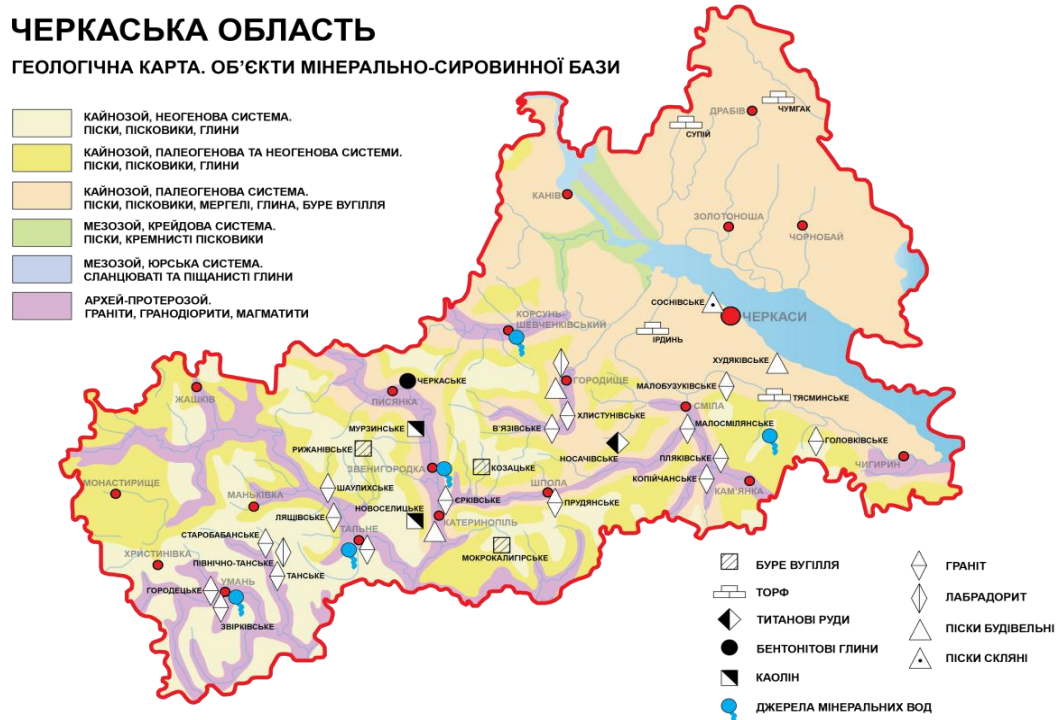 ЧЕРКАСЬКА ОБЛАСТЬ
ГЕОЛОГІЧНА КАРТА. ОБ’ЄКТИ МІНЕРАЛЬНО-СИРОВИННОЇ БАЗИ
КАЙНОЗОЙ, НЕОГЕНОВА СИСТЕМА.
ПІСКИ, ПІСКОВИКИ, ГЛИНИ
КАЙНОЗОЙ, ПАЛЕОГЕНОВА ТА НЕОГЕНОВА СИСТЕМИ.
ПІСКИ, ПІСКОВИКИ, ГЛИНИ
КАЙНОЗОЙ, ПАЛЕОГЕНОВА СИСТЕМА.
ПІСКИ, ПІСКОВИКИ, МЕРГЕЛІ, ГЛИНА, БУРЕ ВУГІЛЛЯ
МЕЗОЗОЙ, КРЕЙДОВА СИСТЕМА.
ПІСКИ, КРЕМНИСТІ ПІСКОВИКИ
МЕЗОЗОЙ, ЮРСЬКА СИСТЕМА.
СЛАНЦЮВАТІ ТА ПІЩАНИСТІ ГЛИНИ
АРХЕЙ-ПРОТЕРОЗОЙ.
ГРАНІТИ, ГРАНОДІОРИТИ, МАГМАТИТИ
ДРАБІВ
ЧУМГАК
СУПІЙ
КАНІВ
ЗОЛОТОНОША
ЧОРНОБАЙ
СОСНІВСЬКЕ
ЧЕРКАСИ
КОРСУНЬ-
ШЕВЧЕНКІВСЬКИЙ
ІРДИНЬ
ХУДЯКІВСЬКЕ
ЧЕРКАСЬКЕ
ГОРОДИЩЕ
МАЛОБУЗУКІВСЬКЕ
ЖАШКІВ
ЛИСЯНКА
ТЯСМИНСЬКЕ
СМІЛА
ХЛИСТУНІВСЬКЕ
МУРЗИНСЬКЕ
В’ЯЗІВСЬКЕ
МАЛОСМІЛЯНСЬКЕ
ГОЛОВКІВСЬКЕ
РИЖАНІВСЬКЕ
НОСАЧІВСЬКЕ
ПЛЯКІВСЬКЕ
ЧИГИРИН
ЗВЕНИГОРОДКА
КОЗАЦЬКЕ
КОПІЙЧАНСЬКЕ
МОНАСТИРИЩЕ
ШАУЛИХСЬКЕ
ШПОЛА
КАМ’ЯНКА
МАНЬКІВКА
ЄРКІВСЬКЕ
ПРУДЯНСЬКЕ
НОВОСЕЛИЦЬКЕ
ЛЯЩІВСЬКЕ
КАТЕРИНОПІЛЬ
СТАРОБАБАНСЬКЕ
ТАЛЬНЕ
ХРИСТИНІВКА
МОКРОКАЛИГІРСЬКЕ
ПІВНІЧНО-ТАНСЬКЕ
ТАНСЬКЕ
УМАНЬ
ГОРОДЕЦЬКЕ
ЗВІРКІВСЬКЕ
БУРЕ ВУГІЛЛЯ
ТОРФ
ТИТАНОВІ РУДИ
БЕНТОНІТОВІ ГЛИНИ
КАОЛІН
ДЖЕРЕЛА МІНЕРАЛЬНИХ ВОД
ГРАНІТ
ЛАБРАДОРИТ
ПІСКИ БУДІВЕЛЬНІ
ПІСКИ СКЛЯНІ